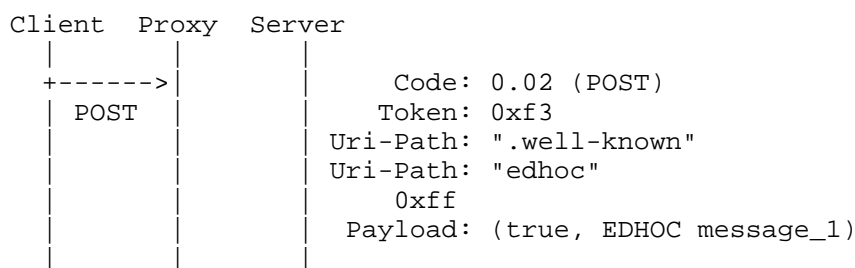 Client Proxy Server
Code: 0.02 (POST)
POST Token: 0xf3
Uri-Path: ".well-known"
Uri-Path: "edhoc"
0xff
Payload: (true, EDHOC message_1)